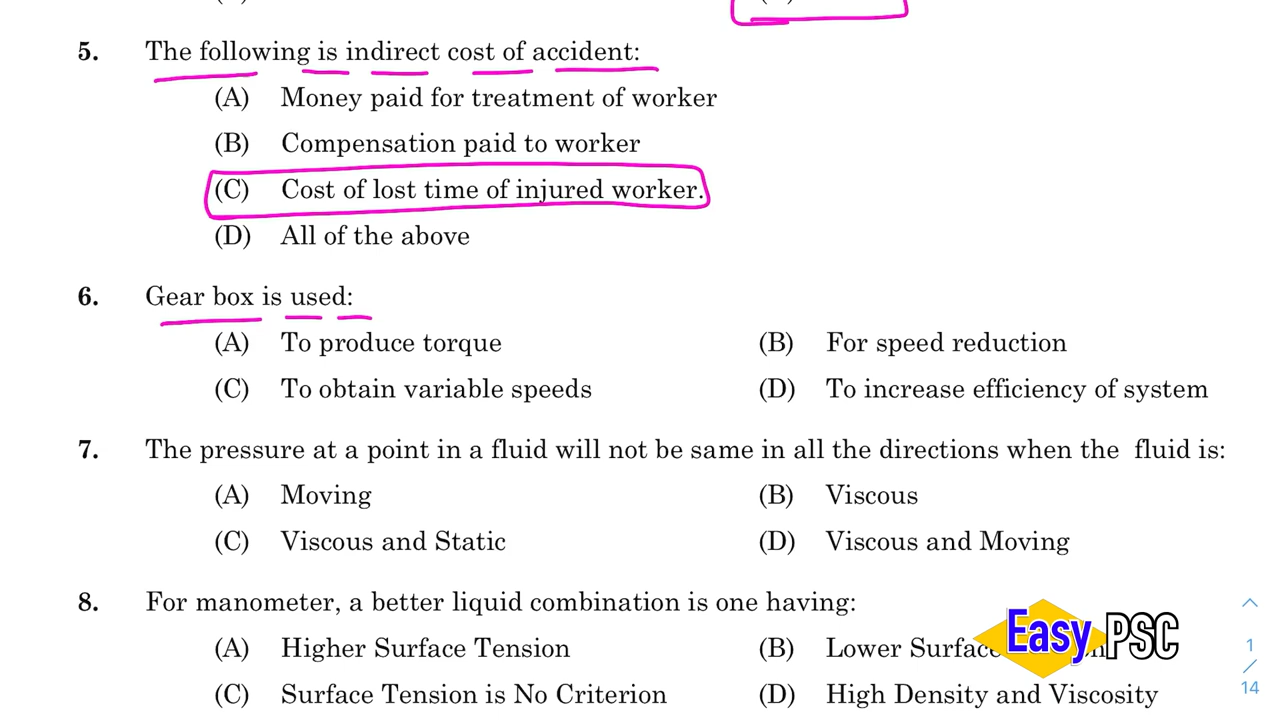 5. The following is indirect cost of accident:
(A) Money paid for treatment of worker
(B) Compensation paid to worker
(C) Cost of lost time of injured worker.
(D) All of the above
6. Gear box is used:
(A) To produce torque (B) For speed reduction
(C) To obtain variable speeds (D) To increase efficiency of system
7. The pressure at a point in a fluid will not be same in all the directions when the fluid is:
(A) Moving (B) Viscous
(C) Viscous and Static (D) Viscous and Moving
8. For manometer, a better liquid combination is one having:
(A) Higher Surface Tension (B) Lower Surface
Easy PSC
(C) Surface Tension is No Criterion (D) High Density and Viscosity
1
/
14